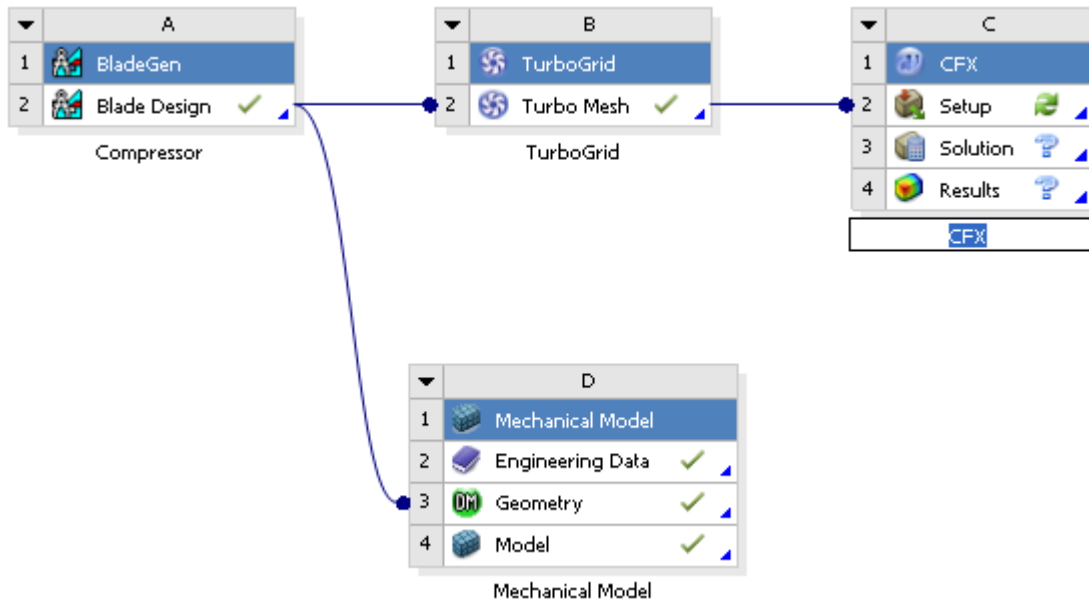 A
1 BladeGen
2 Blade Design
Compressor
B
1 TurboGrid
2 Turbo Mesh
TurboGrid
C
1 CFX
2 Setup
3 Solution
4 Results
CFX
D
1 Mechanical Model
2 Engineering Data
3 DM Geometry
4 Model
Mechanical Model